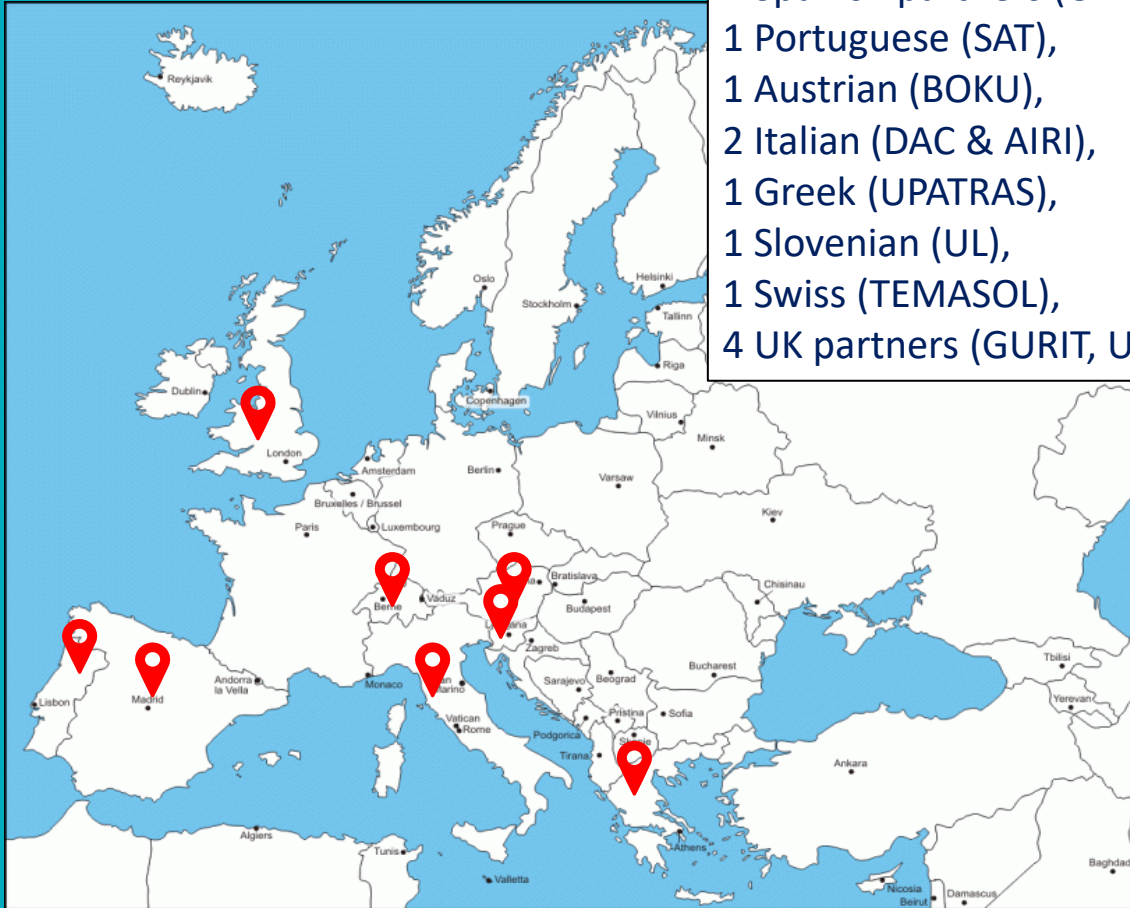 1 Portuguese (SAT),
1 Austrian (BOKU),
2 Italian (DAC & AIRI),
1 Greek (UPATRAS),
1 Slovenian (UL),
1 Swiss (TEMASOL),
4 UK partners (GURIT, U
Reykjavik
Oslo
Helsinki
Stockholm
Tallinn
Riga
Dublin
Copenhagen
Vilnius
Minsk
London
Amsterdam
Berlin
Varsaw
Bruxelles / Brussel
Kiev
Paris
Luxembourg
Prague
Bratislava
Chisinau
Berne
Vaduz
Budapest
Zagreb
Bucharest
Tbilisi
Andorra
la Vella
Monaco
Sarajevo
Beograd
Yerevan
Lisbon
Madrid
Vatican
Rome
Pristina
Sofia
Podgorica
Tirana
Ankara
Algiers
Athens
Tunis
Baghdad
Valletta
Nicosia
Beirut
Damascus